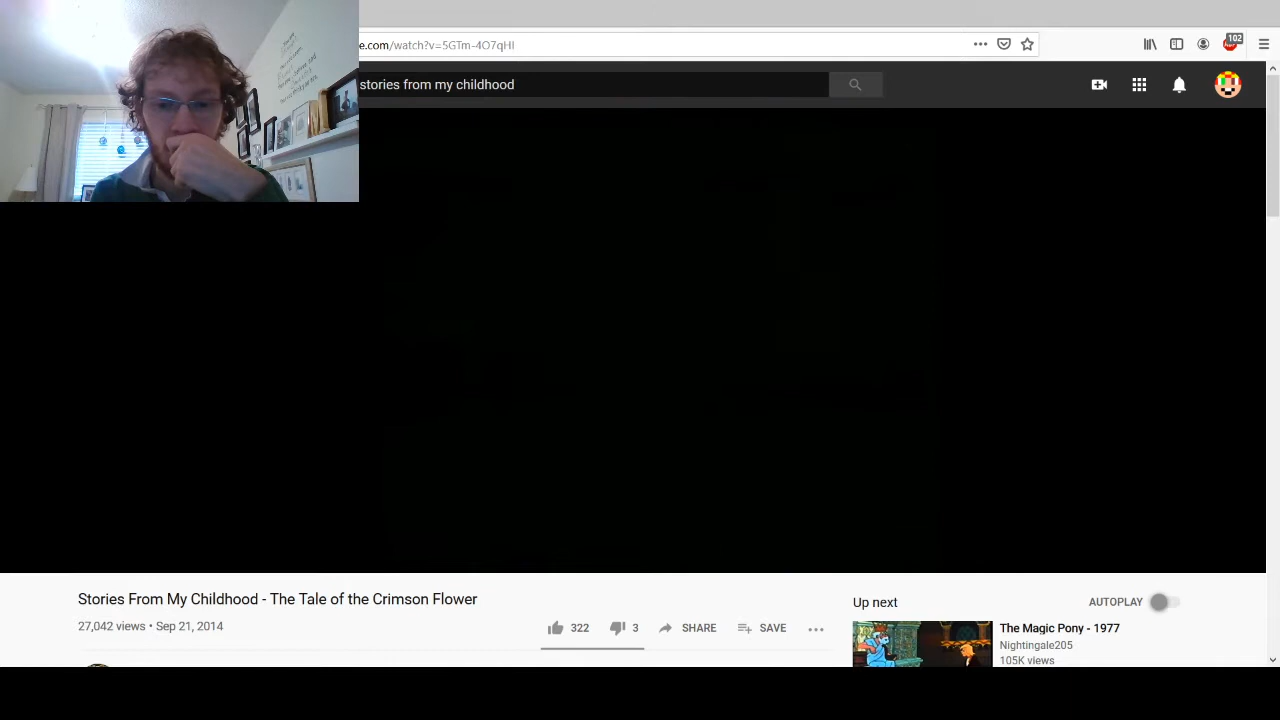 e.com/watch?v=5GTm-4O7qHI
102
stories from my childhood
Stories From My Childhood - The Tale of the Crimson Flower
27,042 views • Sep 21, 2014
322
3
SHARE
SAVE
Up next
AUTOPLAY
The Magic Pony - 1977
Nightingale205
105K views